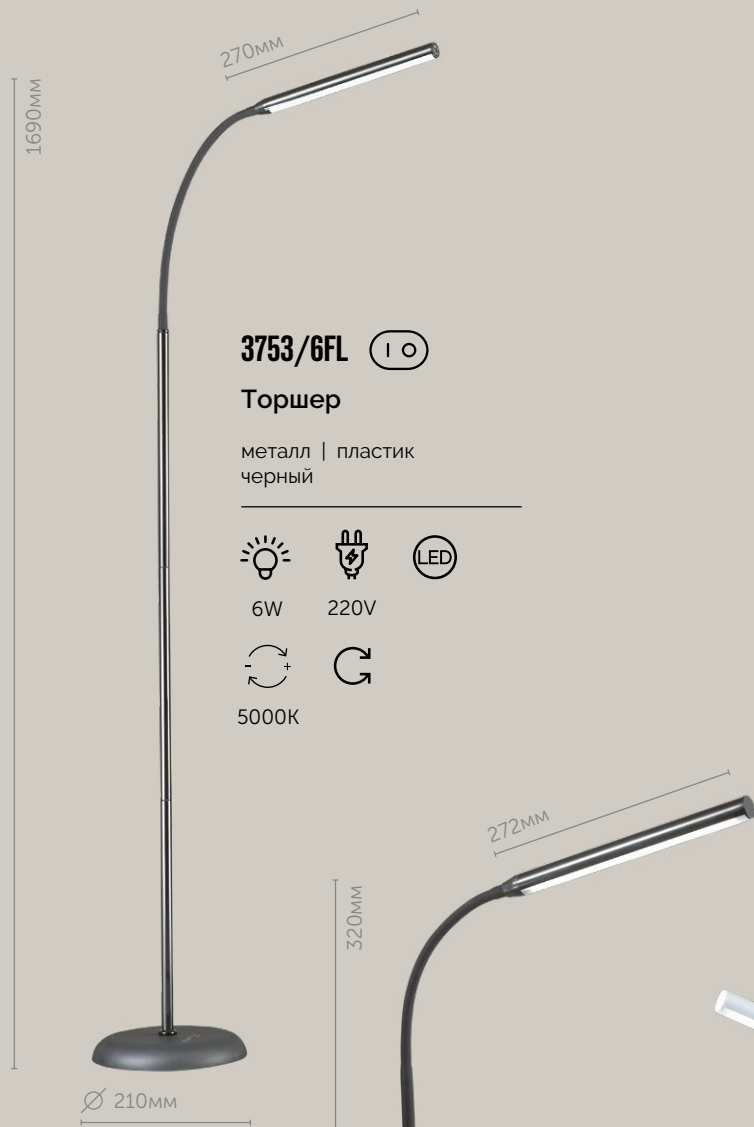 270мм
1690мм
3753/6FL
Торшер
металл | пластик
черный
LED
6W
220V
- +
5000K
272мм
320мм
Ø 210мм